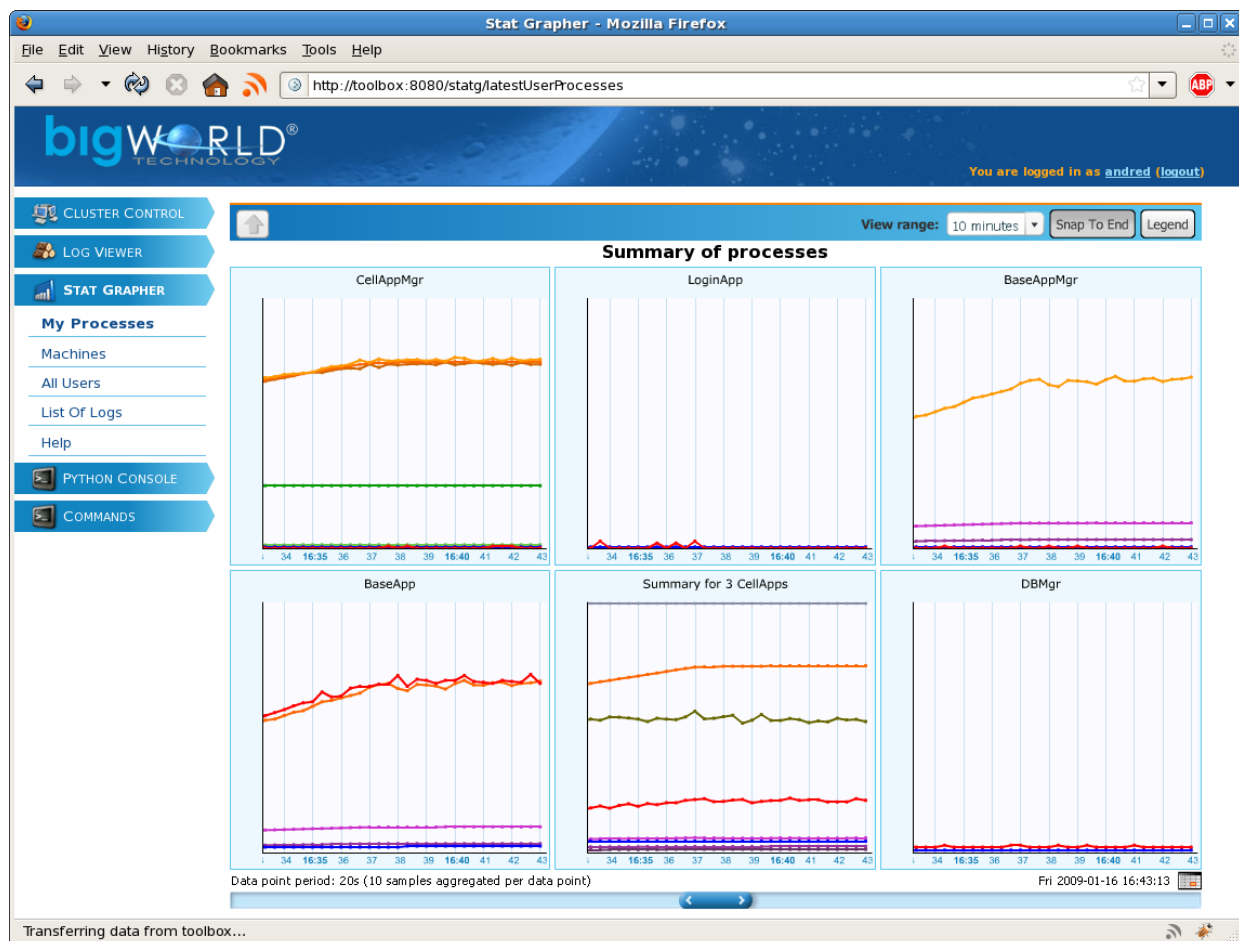 Stat Grapher - Mozilla Firefox
File Edit View History Bookmarks Tools Help
http://toolbox:8080/statg/latestUserProcesses
ABP
bigWORLD®
TECHNOLOGY
You are logged in as andred (logout)
CLUSTER CONTROL
LOG VIEWER
STAT GRAPHER
My Processes
Machines
All Users
List Of Logs
Help
PYTHON CONSOLE
COMMANDS
View range: 10 minutes Snap To End Legend
Summary of processes
CellAppMgr
34 16:35 36 37 38 39 16:40 41 42 43
LoginApp
34 16:35 36 37 38 39 16:40 41 42 43
BaseAppMgr
34 16:35 36 37 38 39 16:40 41 42 43
BaseApp
34 16:35 36 37 38 39 16:40 41 42 43
Summary for 3 CellApps
34 16:35 36 37 38 39 16:40 41 42 43
DBMgr
34 16:35 36 37 38 39 16:40 41 42 43
Data point period: 20s (10 samples aggregated per data point)
Fri 2009-01-16 16:43:13
Transferring data from toolbox...